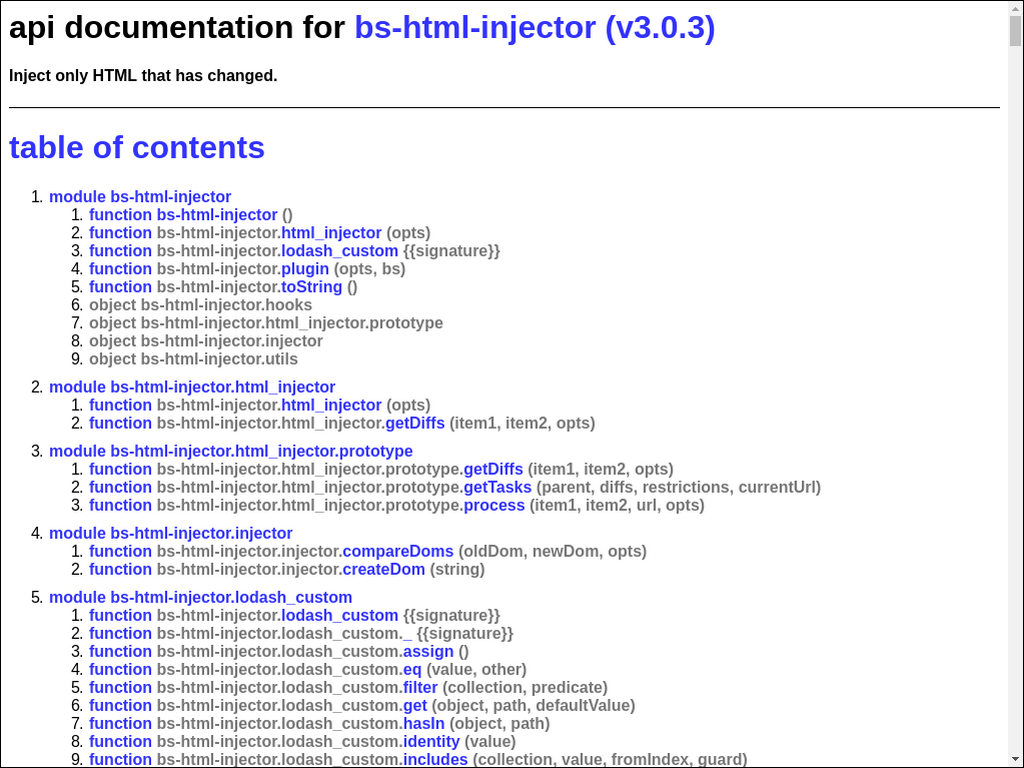 api documentation for bs-html-injector (v3.0.3)
Inject only HTML that has changed.
table of contents
1. module bs-html-injector
1. function bs-html-injector ()
2. function bs-html-injector.html_injector (opts)
3. function bs-html-injector.lodash_custom {{signature}}
4. function bs-html-injector.plugin (opts, bs)
5. function bs-html-injector.toString ()
6. object bs-html-injector.hooks
7. object bs-html-injector.html_injector.prototype
8. object bs-html-injector.injector
9. object bs-html-injector.utils
2. module bs-html-injector.html_injector
1. function bs-html-injector.html_injector (opts)
2. function bs-html-injector.html_injector.getDiffs (item1, item2, opts)
3. module bs-html-injector.html_injector.prototype
1. function bs-html-injector.html_injector.prototype.getDiffs (item1, item2, opts)
2. function bs-html-injector.html_injector.prototype.getTasks (parent, diffs, restrictions, currentUrl)
3. function bs-html-injector.html_injector.prototype.process (item1, item2, url, opts)
4. module bs-html-injector.injector
1. function bs-html-injector.injector.compareDoms (oldDom, newDom, opts)
2. function bs-html-injector.injector.createDom (string)
5. module bs-html-injector.lodash_custom
1. function bs-html-injector.lodash_custom {{signature}}
2. function bs-html-injector.lodash_custom._ {{signature}}
3. function bs-html-injector.lodash_custom.assign ()
4. function bs-html-injector.lodash_custom.eq (value, other)
5. function bs-html-injector.lodash_custom.filter (collection, predicate)
6. function bs-html-injector.lodash_custom.get (object, path, defaultValue)
7. function bs-html-injector.lodash_custom.hasIn (object, path)
8. function bs-html-injector.lodash_custom.identity (value)
9. function bs-html-injector.lodash_custom.includes (collection, value, fromIndex, guard)